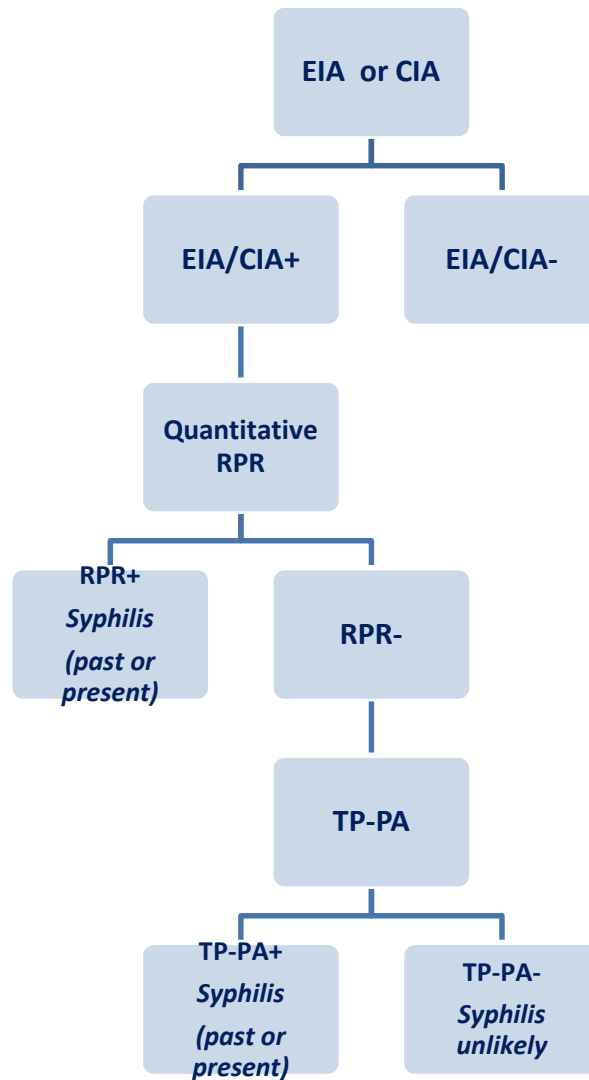 EIA or CIA
EIA/CIA+
EIA/CIA-
Quantitative
RPR
RPR+
Syphilis
(past or
present)
RPR-
TP-PA
TP-PA+
Syphilis
(past or
present)
TP-PA-
Syphilis
unlikely